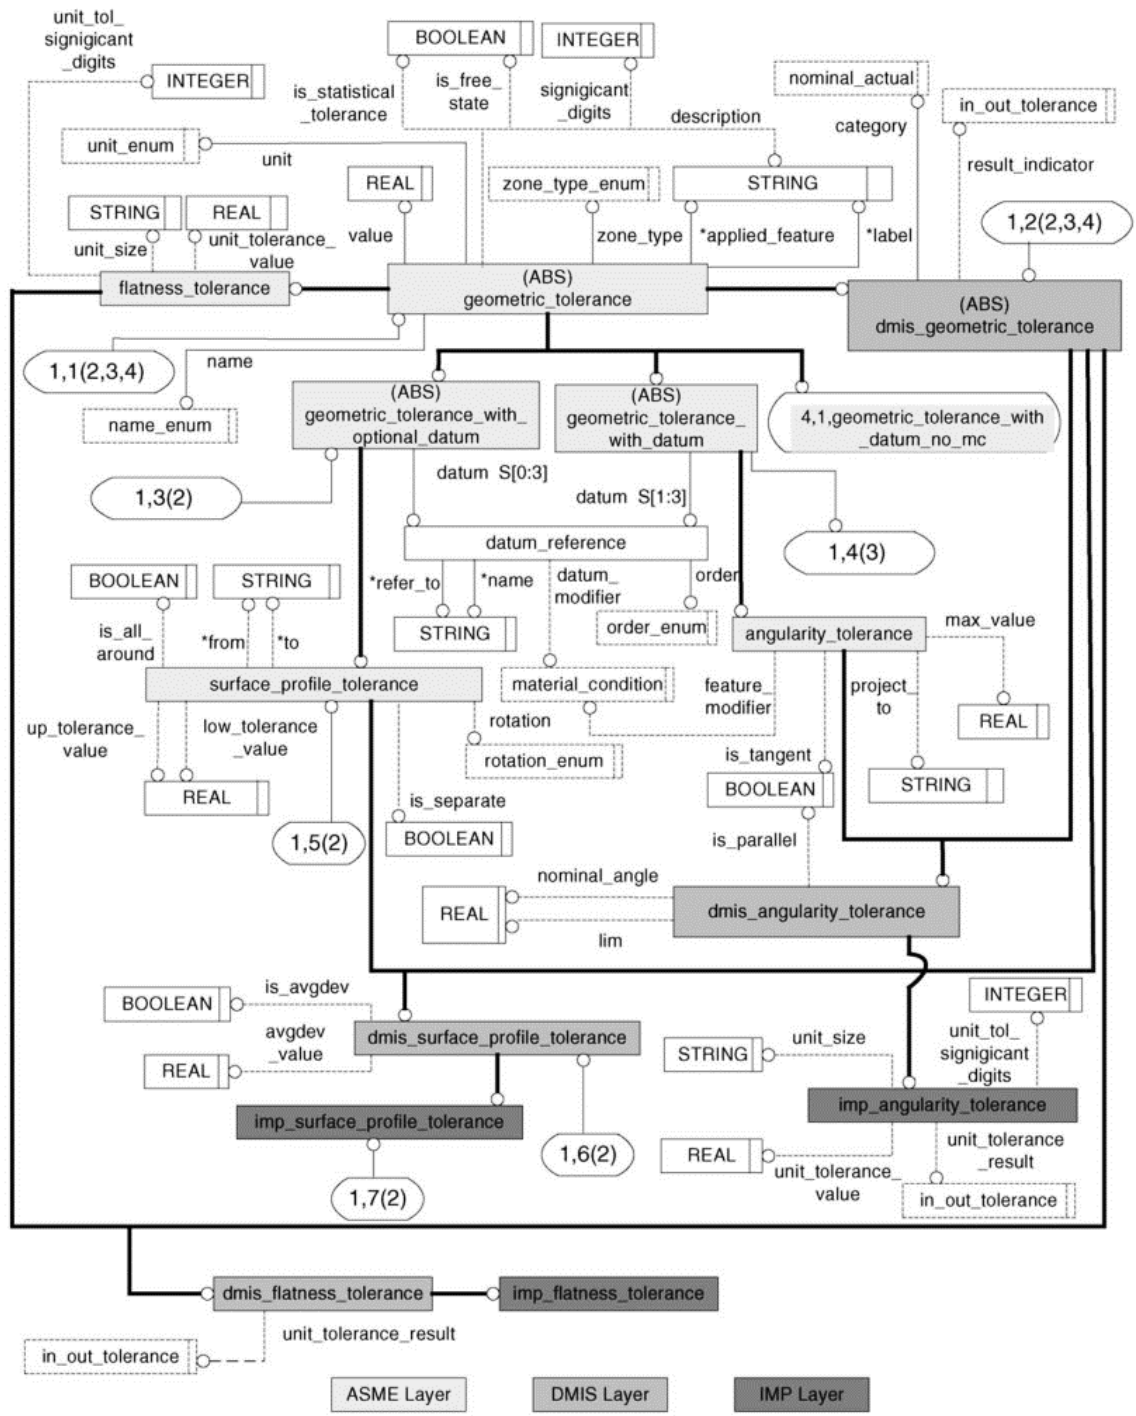 unit_tol_
signigicant
_digits
INTEGER
BOOLEAN
INTEGER
is_statistical
_tolerance
is_free_
state
signigicant
_digits
description
nominal_actual
category
in_out_tolerance
result_indicator
unit_enum
unit
REAL
value
zone_type_enum
zone_type
STRING
*applied_feature
*label
1,2(2,3,4)
STRING
REAL
unit_size
unit_tolerance_
value
flatness_tolerance
(ABS)
geometric_tolerance
(ABS)
dmis_geometric_tolerance
1,1(2,3,4)
name
name_enum
(ABS)
geometric_tolerance_with_
optional_datum
(ABS)
geometric_tolerance_
with_datum
4,1,geometric_tolerance_with
_datum_no_mc
1,3(2)
datum S[0:3]
datum S[1:3]
1,4(3)
datum_reference
*refer_to
*name
datum_
modifier
order
STRING
order_enum
BOOLEAN
STRING
is_all_
around
*from
*to
angularity_tolerance
max_value
surface_profile_tolerance
material_condition
feature_
modifier
project_
to
REAL
up_tolerance_
value
low_tolerance
_value
rotation
rotation_enum
is_tangent
BOOLEAN
STRING
REAL
is_separate
BOOLEAN
1,5(2)
is_parallel
nominal_angle
REAL
lim
dmis_angularity_tolerance
is_avgdev
BOOLEAN
avgdev
_value
REAL
dmis_surface_profile_tolerance
INTEGER
unit_size
STRING
unit_tol_
signigicant
_digits
imp_surface_profile_tolerance
imp_angularity_tolerance
1,6(2)
REAL
unit_tolerance_
value
unit_tolerance
_result
in_out_tolerance
1,7(2)
dmis_flatness_tolerance
imp_flatness_tolerance
unit_tolerance_result
in_out_tolerance
ASME Layer
DMIS Layer
IMP Layer